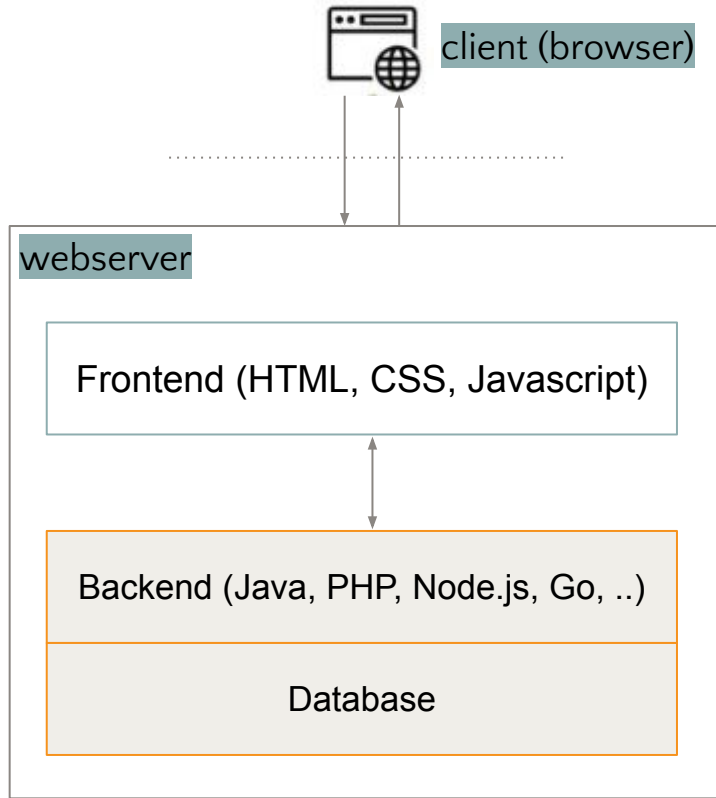 client (browser)
webserver
Frontend (HTML, CSS, Javascript)
Backend (Java, PHP, Node.js, Go, ..)
Database